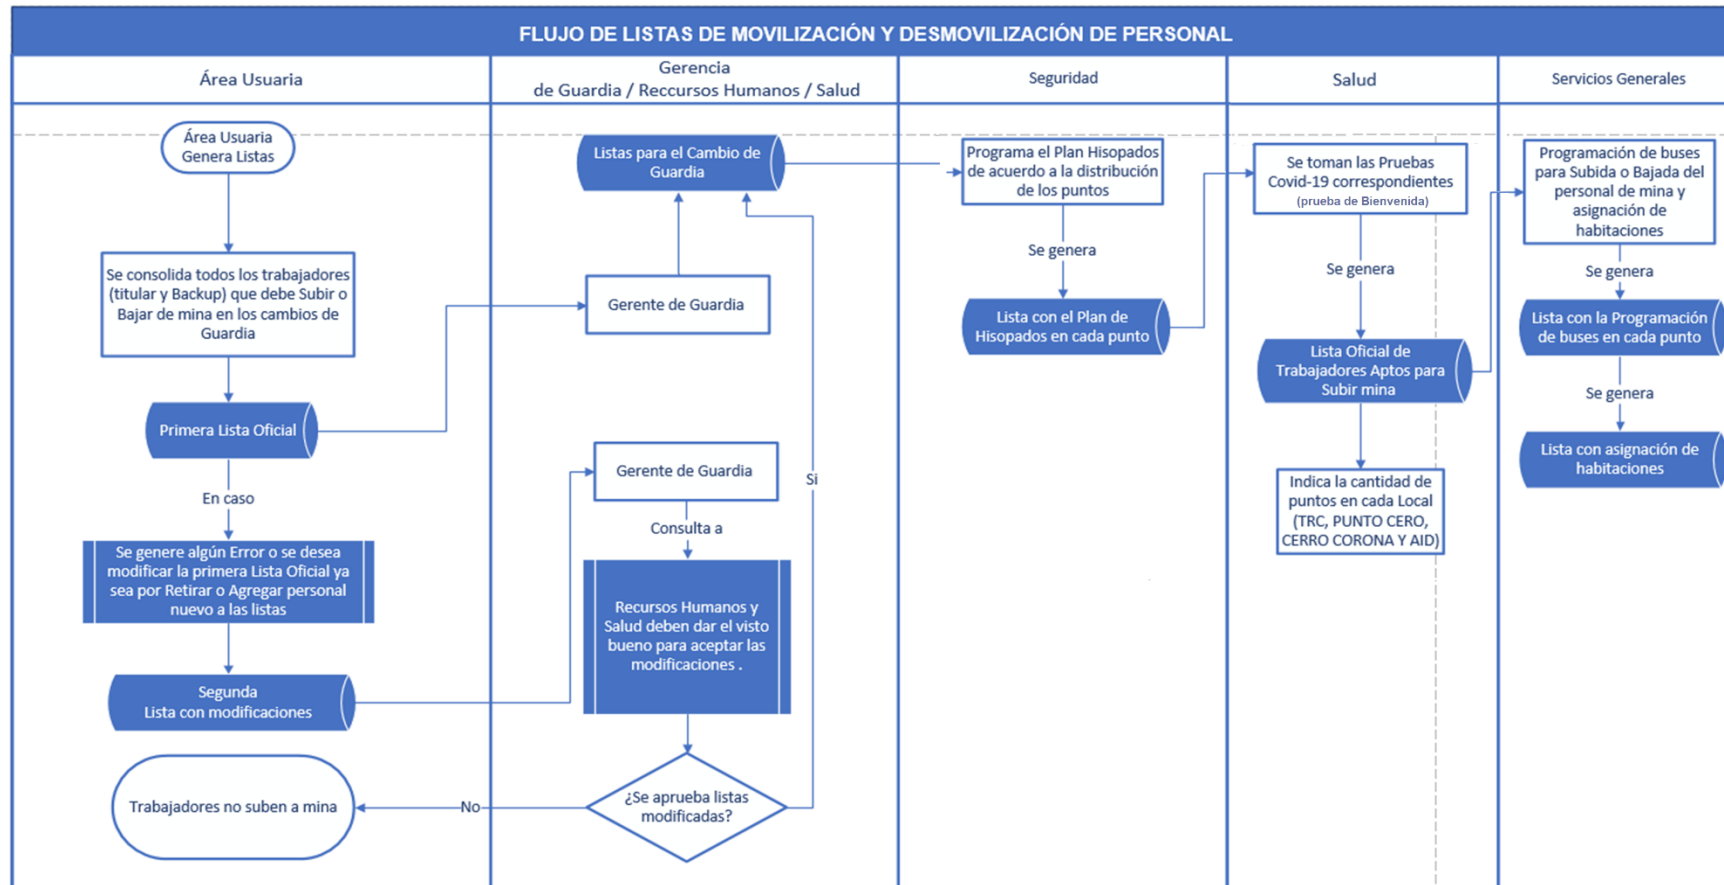 FLUJO DE LISTAS DE MOVILIZACIÓN Y DESMOVILIZACIÓN DE PERSONAL
Área Usuaria
Gerencia
de Guardia / Reccursos Humanos / Salud
Seguridad
Salud
Servicios Generales
Área Usuaria
Genera Listas
Se consolida todos los trabajadores
(titular y Backup) que debe Subir o
Bajar de mina en los cambios de
Guardia
Primera Lista Oficial
En caso
Se genere algún Error o se desea
modificar la primera Lista Oficial ya
sea por Retirar o Agregar personal
nuevo a las listas
Segunda
Lista con modificaciones
Trabajadores no suben a mina
Listas para el Cambio de
Guardia
Gerente de Guardia
Gerente de Guardia
Consulta a
Recursos Humanos y
Salud deben dar el visto
bueno para aceptar las
modificaciones .
¿Se aprueba listas
modificadas?
No
Si
Programa el Plan Hisopados
de acuerdo a la distribución
de los puntos
Se genera
Lista con el Plan de
Hisopados en cada punto
Se toman las Pruebas
Covid-19 correspondientes
(prueba de Bienvenida)
Se genera
Lista Oficial de
Trabajadores Aptos para
Subir mina
Indica la cantidad de
puntos en cada Local
(TRC, PUNTO CERO,
CERRO CORONA Y AID)
Programación de buses
para Subida o Bajada del
personal de mina y
asignación de
habitaciones
Se genera
Lista con la Programación
de buses en cada punto
Se genera
Lista con asignación de
habitaciones